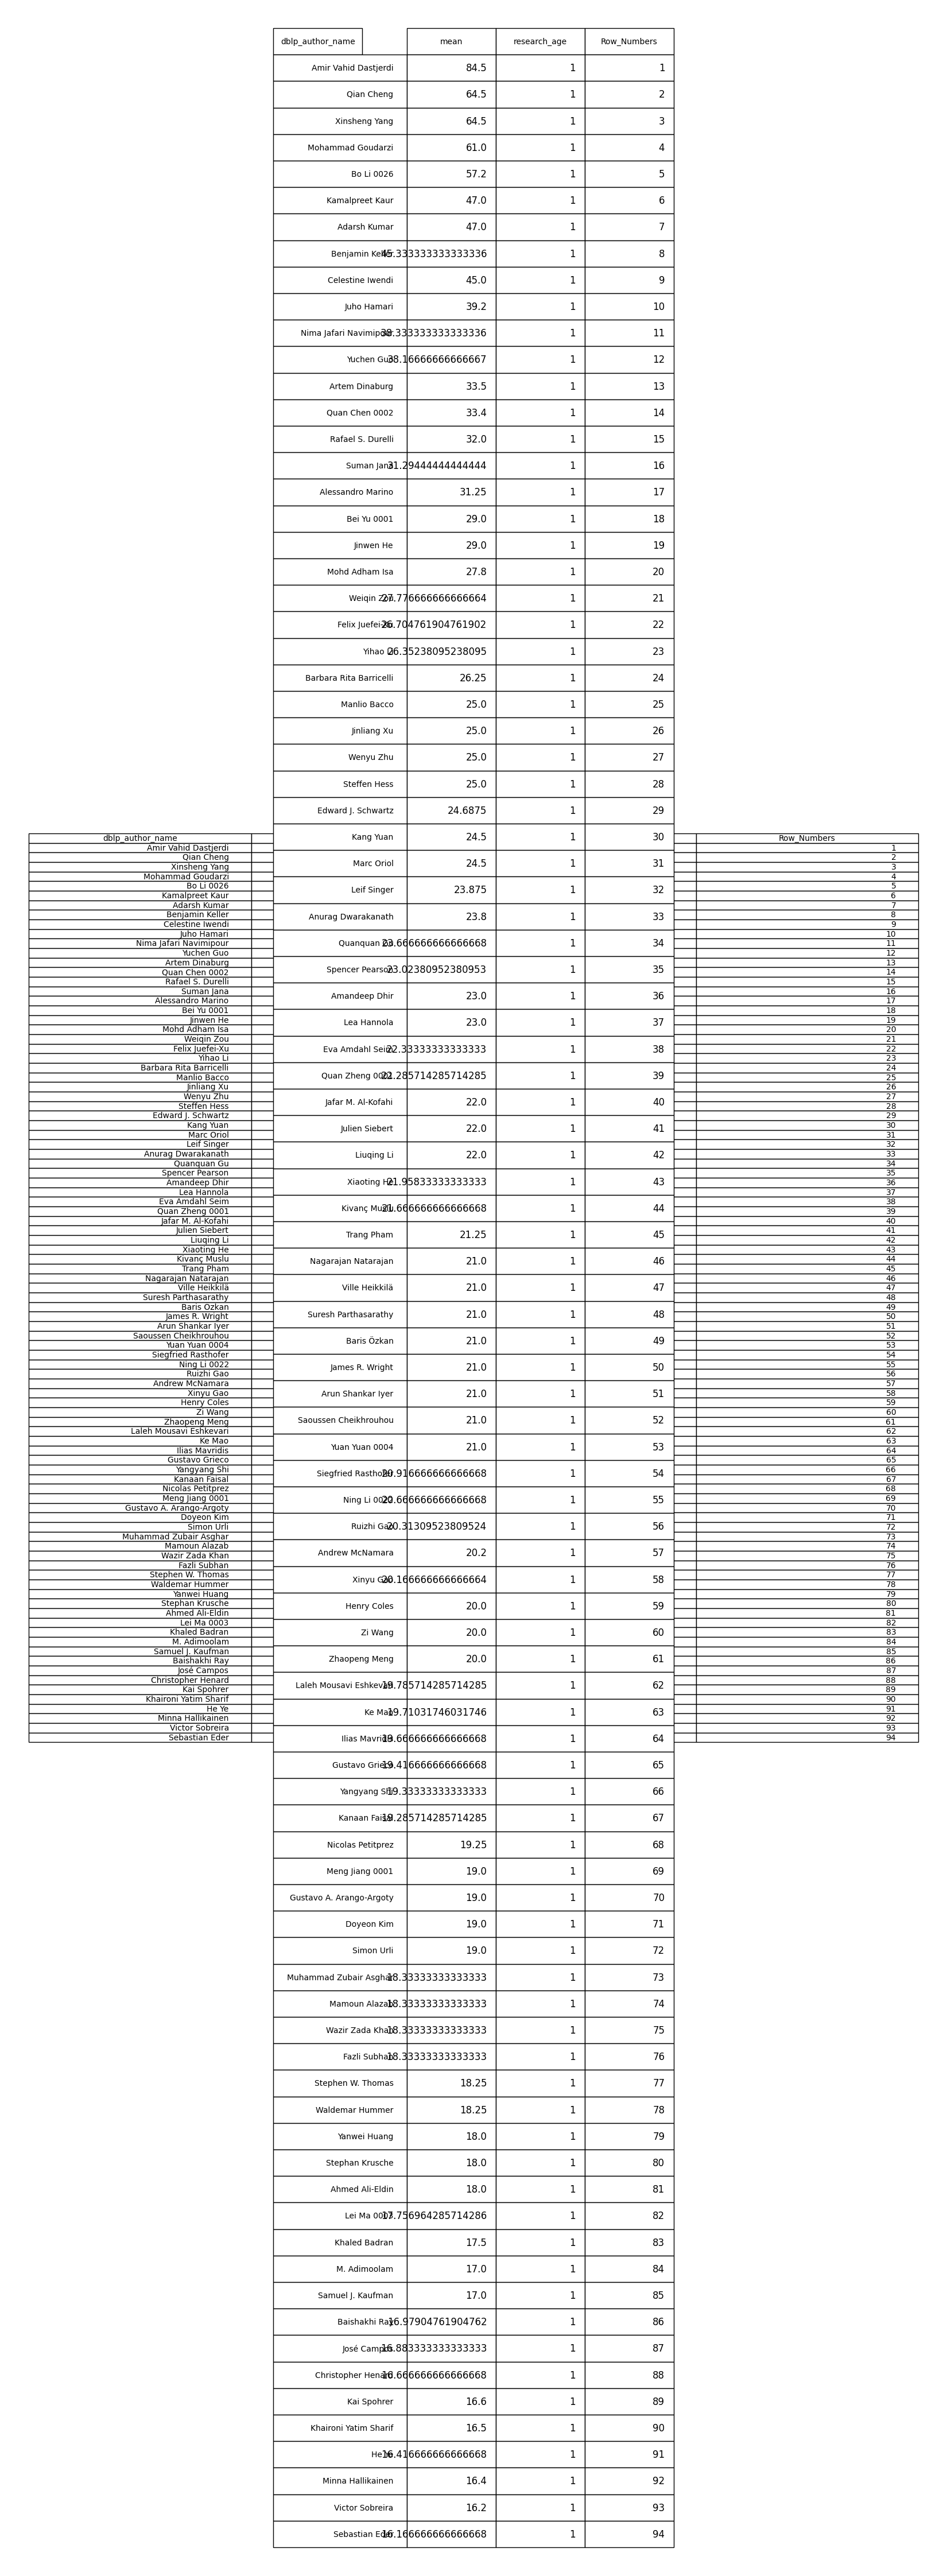 dblp_author_name mean research_age Row_Numbers
Amir Vahid Dastjerdi 84.5 1 1
Qian Cheng 64.5 1 2
Xinsheng Yang 64.5 1 3
Mohammad Goudarzi 61.0 1 4
Bo Li 0026 57.2 1 5
Kamalpreet Kaur 47.0 1 6
Adarsh Kumar 47.0 1 7
Benjamin Keller 45.333333333333336 1 8
Celestine Iwendi 45.0 1 9
Juho Hamari 39.2 1 10
Nima Jafari Navimipour 38.333333333333336 1 11
Yuchen Guo 38.16666666666667 1 12
Artem Dinaburg 33.5 1 13
Quan Chen 0002 33.4 1 14
Rafael S. Durelli 32.0 1 15
Suman Jana 31.29444444444444 1 16
Alessandro Marino 31.25 1 17
Bei Yu 0001 29.0 1 18
Jinwen He 29.0 1 19
Mohd Adham Isa 27.8 1 20
Weiqin Zou 27.776666666666664 1 21
Felix Juefei-Xu 26.704761904761902 1 22
Yihao Li 26.35238095238095 1 23
Barbara Rita Barricelli 26.25 1 24
Manlio Bacco 25.0 1 25
Jinliang Xu 25.0 1 26
Wenyu Zhu 25.0 1 27
Steffen Hess 25.0 1 28
Edward J. Schwartz 24.6875 1 29
Kang Yuan 24.5 1 30
Marc Oriol 24.5 1 31
Leif Singer 23.875 1 32
Anurag Dwarakanath 23.8 1 33
Quanquan Gu 23.666666666666668 1 34
Spencer Pearson 23.02380952380953 1 35
Amandeep Dhir 23.0 1 36
Lea Hannola 23.0 1 37
Eva Amdahl Seim 22.33333333333333 1 38
Quan Zheng 0001 22.285714285714285 1 39
Jafar M. Al-Kofahi 22.0 1 40
Julien Siebert 22.0 1 41
Liuqing Li 22.0 1 42
Xiaoting He 21.95833333333333 1 43
Kivanç Muslu 21.666666666666668 1 44
Trang Pham 21.25 1 45
Nagarajan Natarajan 21.0 1 46
Ville Heikkilä 21.0 1 47
Suresh Parthasarathy 21.0 1 48
Baris Özkan 21.0 1 49
James R. Wright 21.0 1 50
Arun Shankar Iyer 21.0 1 51
Saoussen Cheikhrouhou 21.0 1 52
Yuan Yuan 0004 21.0 1 53
Siegfried Rasthofer 20.916666666666668 1 54
Ning Li 0022 20.666666666666668 1 55
Ruizhi Gao 20.31309523809524 1 56
Andrew McNamara 20.2 1 57
Xinyu Gao 20.166666666666664 1 58
Henry Coles 20.0 1 59
Zi Wang 20.0 1 60
Zhaopeng Meng 20.0 1 61
Laleh Mousavi Eshkevari 19.785714285714285 1 62
Ke Mao 19.71031746031746 1 63
Ilias Mavridis 19.666666666666668 1 64
Gustavo Grieco 19.416666666666668 1 65
Yangyang Shi 19.33333333333333 1 66
Kanaan Faisal 19.285714285714285 1 67
Nicolas Petitprez 19.25 1 68
Meng Jiang 0001 19.0 1 69
Gustavo A. Arango-Argoty 19.0 1 70
Doyeon Kim 19.0 1 71
Simon Urli 19.0 1 72
Muhammad Zubair Asghar 18.33333333333333 1 73
Mamoun Alazab 18.33333333333333 1 74
Wazir Zada Khan 18.33333333333333 1 75
Fazli Subhan 18.33333333333333 1 76
Stephen W. Thomas 18.25 1 77
Waldemar Hummer 18.25 1 78
Yanwei Huang 18.0 1 79
Stephan Krusche 18.0 1 80
Ahmed Ali-Eldin 18.0 1 81
Lei Ma 0003 17.756964285714286 1 82
Khaled Badran 17.5 1 83
M. Adimoolam 17.0 1 84
Samuel J. Kaufman 17.0 1 85
Baishakhi Ray 16.97904761904762 1 86
José Campos 16.883333333333333 1 87
Christopher Henard 16.666666666666668 1 88
Kai Spohrer 16.6 1 89
Khaironi Yatim Sharif 16.5 1 90
He Ye 16.416666666666668 1 91
Minna Hallikainen 16.4 1 92
Victor Sobreira 16.2 1 93
Sebastian Eder 16.166666666666668 1 94
dblp_author_name Row_Numbers
Amir Vahid Dastjerdi 1
Qian Cheng 2
Xinsheng Yang 3
Mohammad Goudarzi 4
Bo Li 0026 5
Kamalpreet Kaur 6
Adarsh Kumar 7
Benjamin Keller 8
Celestine Iwendi 9
Juho Hamari 10
Nima Jafari Navimipour 11
Yuchen Guo 12
Artem Dinaburg 13
Quan Chen 0002 14
Rafael S. Durelli 15
Suman Jana 16
Alessandro Marino 17
Bei Yu 0001 18
Jinwen He 19
Mohd Adham Isa 20
Weiqin Zou 21
Felix Juefei-Xu 22
Yihao Li 23
Barbara Rita Barricelli 24
Manlio Bacco 25
Jinliang Xu 26
Wenyu Zhu 27
Steffen Hess 28
Edward J. Schwartz 29
Kang Yuan 30
Marc Oriol 31
Leif Singer 32
Anurag Dwarakanath 33
Quanquan Gu 34
Spencer Pearson 35
Amandeep Dhir 36
Lea Hannola 37
Eva Amdahl Seim 38
Quan Zheng 0001 39
Jafar M. Al-Kofahi 40
Julien Siebert 41
Liuqing Li 42
Xiaoting He 43
Kivanç Muslu 44
Trang Pham 45
Nagarajan Natarajan 46
Ville Heikkilä 47
Suresh Parthasarathy 48
Baris Özkan 49
James R. Wright 50
Arun Shankar Iyer 51
Saoussen Cheikhrouhou 52
Yuan Yuan 0004 53
Siegfried Rasthofer 54
Ning Li 0022 55
Ruizhi Gao 56
Andrew McNamara 57
Xinyu Gao 58
Henry Coles 59
Zi Wang 60
Zhaopeng Meng 61
Laleh Mousavi Eshkevari 62
Ke Mao 63
Ilias Mavridis 64
Gustavo Grieco 65
Yangyang Shi 66
Kanaan Faisal 67
Nicolas Petitprez 68
Meng Jiang 0001 69
Gustavo A. Arango-Argoty 70
Doyeon Kim 71
Simon Urli 72
Muhammad Zubair Asghar 73
Mamoun Alazab 74
Wazir Zada Khan 75
Fazli Subhan 76
Stephen W. Thomas 77
Waldemar Hummer 78
Yanwei Huang 79
Stephan Krusche 80
Ahmed Ali-Eldin 81
Lei Ma 0003 82
Khaled Badran 83
M. Adimoolam 84
Samuel J. Kaufman 85
Baishakhi Ray 86
José Campos 87
Christopher Henard 88
Kai Spohrer 89
Khaironi Yatim Sharif 90
He Ye 91
Minna Hallikainen 92
Victor Sobreira 93
Sebastian Eder 94